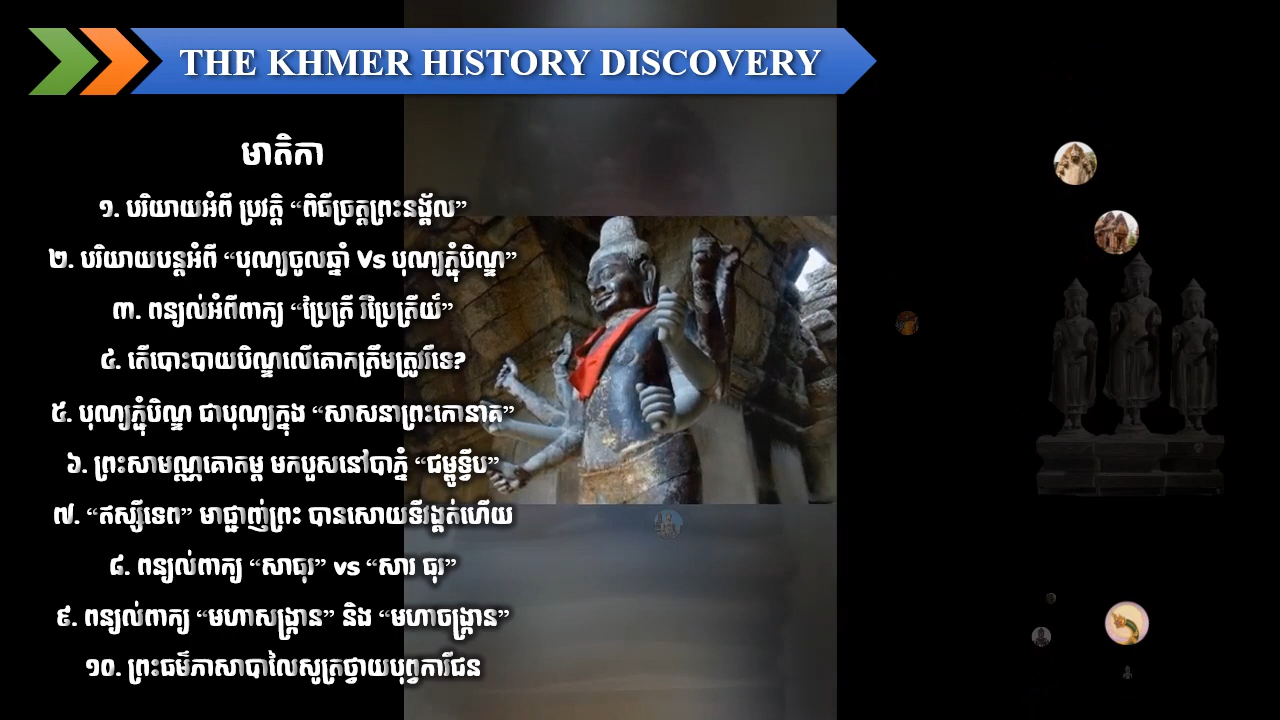 THE KHMER HISTORY DISCOVERY
មាតិកា
១. បរិយាយអំពី ប្រវត្តិ “ពិធីច្រត្តព្រះនង្គ័ល”
២. បរិយាយបន្តអំពី “បុណ្យចូលឆ្នាំ Vs បុណ្យភ្ជុំបិណ្ឌ”
៣. ពន្យល់អំពីពាក្យ “ប្រៃត្រី រឺប្រៃត្រីយ៍”
៤. តើបោះបាយបិណ្ឌលើគោកត្រឹមត្រូវរឺទេ?
៥. បុណ្យភ្ជុំបិណ្ឌ ជាបុណ្យក្នុង “សាសនាព្រះកោនាគ”
៦. ព្រះសាមណ្ណគោតម្ត មកបួសនៅបាភ្នំ “ជម្ពូទ្វីប”
៧. “ឥស្សីទេព” មាផ្ចាញ់ព្រះ បានសោយទីវង្គត់ហើយ
៨. ពន្យល់ពាក្យ “សាធុរ” vs “សារ ធុរ”
៩. ពន្យល់ពាក្យ “មហាសង្ក្រាន” និង “មហាចង្ក្រាន”
១០. ព្រះធម៌ភាសាបាលៃសូត្រថ្វាយបុព្វការីជន